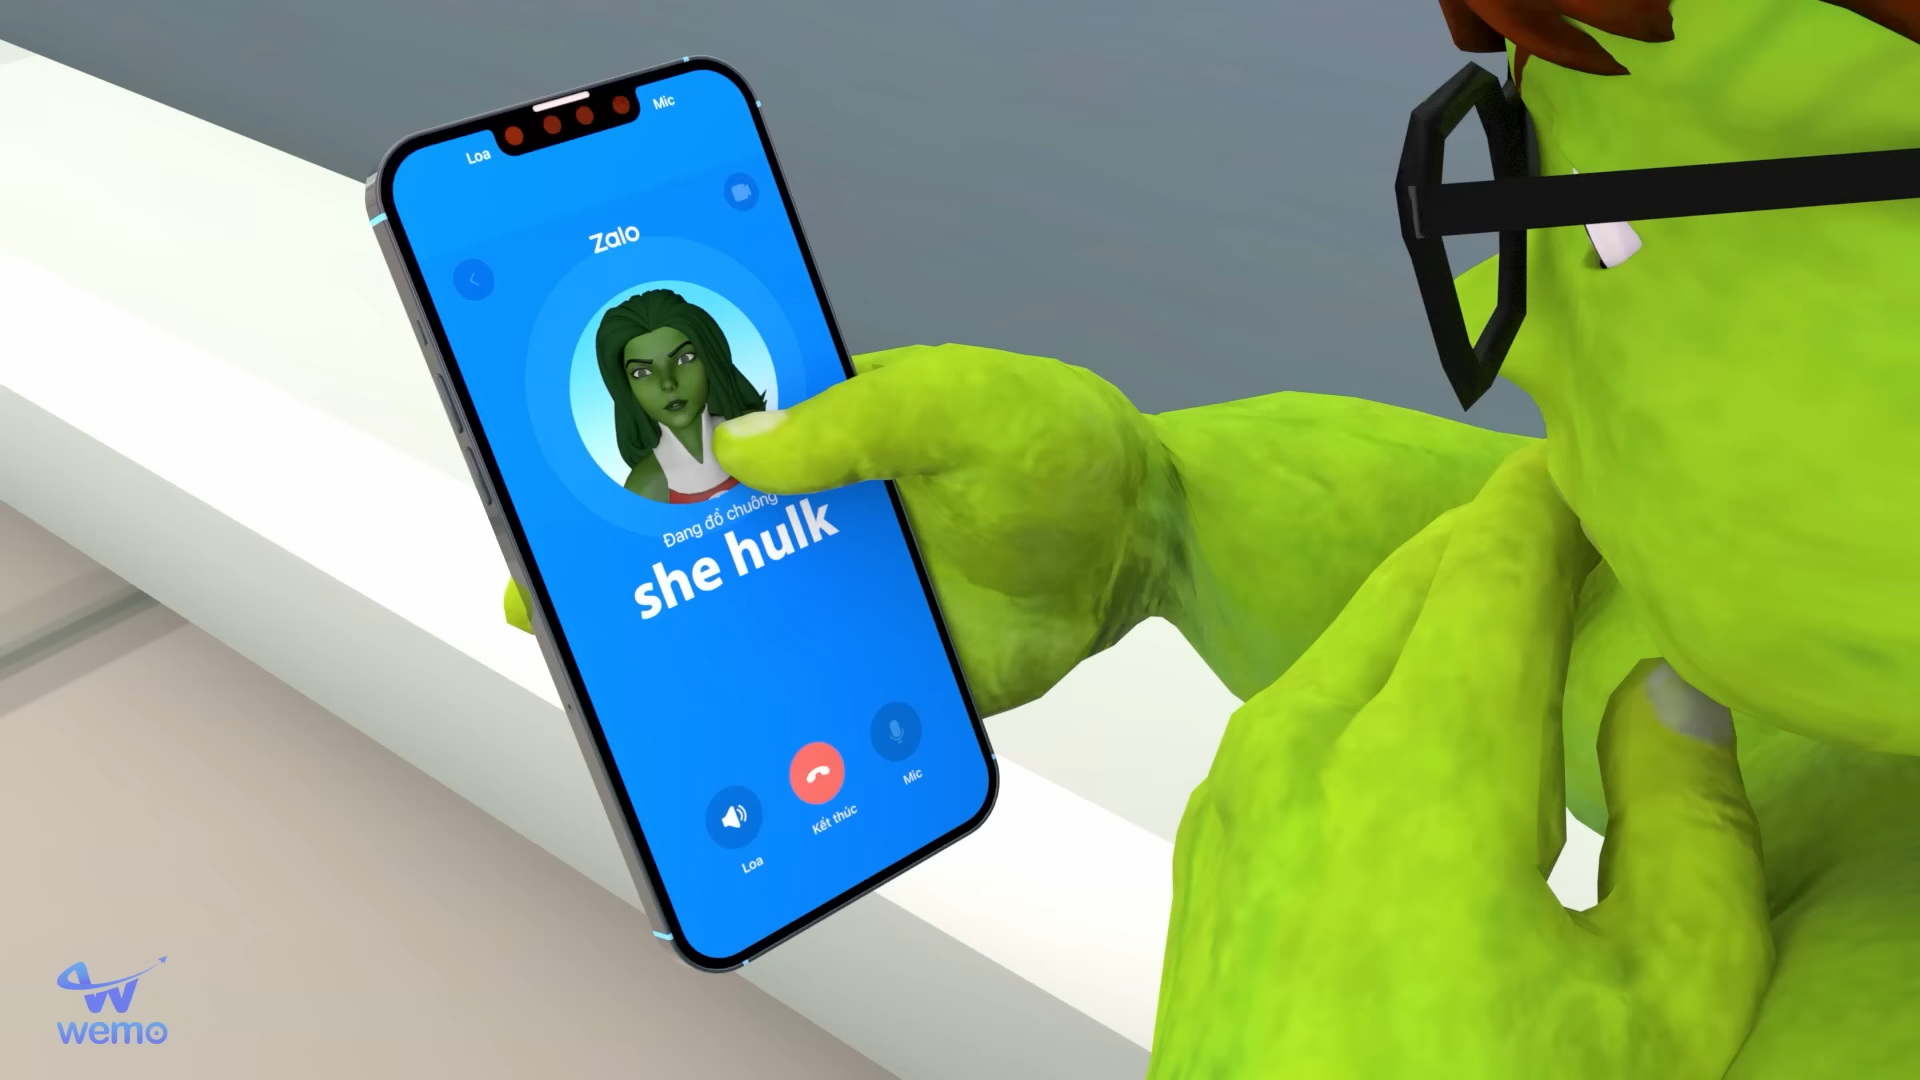 Loa
Mic
Zalo
Đang đổ chuông
she hulk
Loa
Kết thúc
Mic
wemo